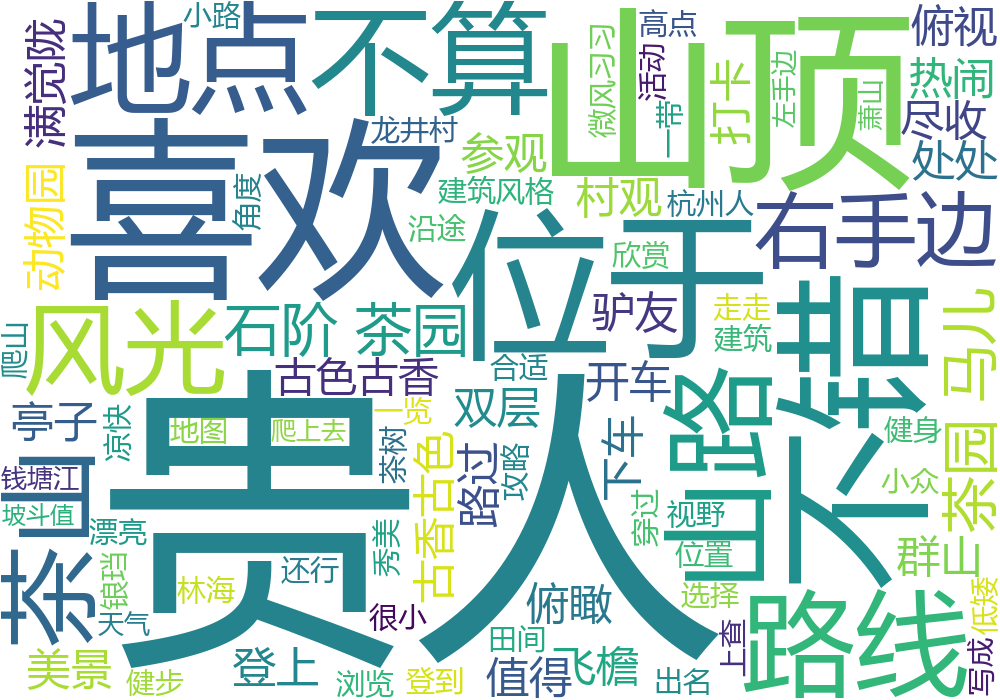 小路
地点
不算
山顶
高点
俯视
满觉陇
活动
微风习习
打卡
左手边
萧山
热闹
尽收
一带
龙井村
参观
处处
喜欢
动物园
角度
建筑风格
村观
杭州人
右手边
沿途
位于
欣赏
风光
石阶
茶园
驴友
走走
建筑
不错
马儿
爬山
古色古香
合适
开车
山路
亭子
凉快
地图
爬上去
一览
双层
贵人
茶树
古香古色
路过
攻略
下车
健身
茶园
钱塘江
坡斗值
茶山
漂亮
秀美
穿过
视野
小众
银珰
林海
还行
位置
群山
天气
很小
俯瞰
选择
路线
低矮
美景
健步
登上
浏览
登到
田间
值得
飞檐
出名
上查
写成